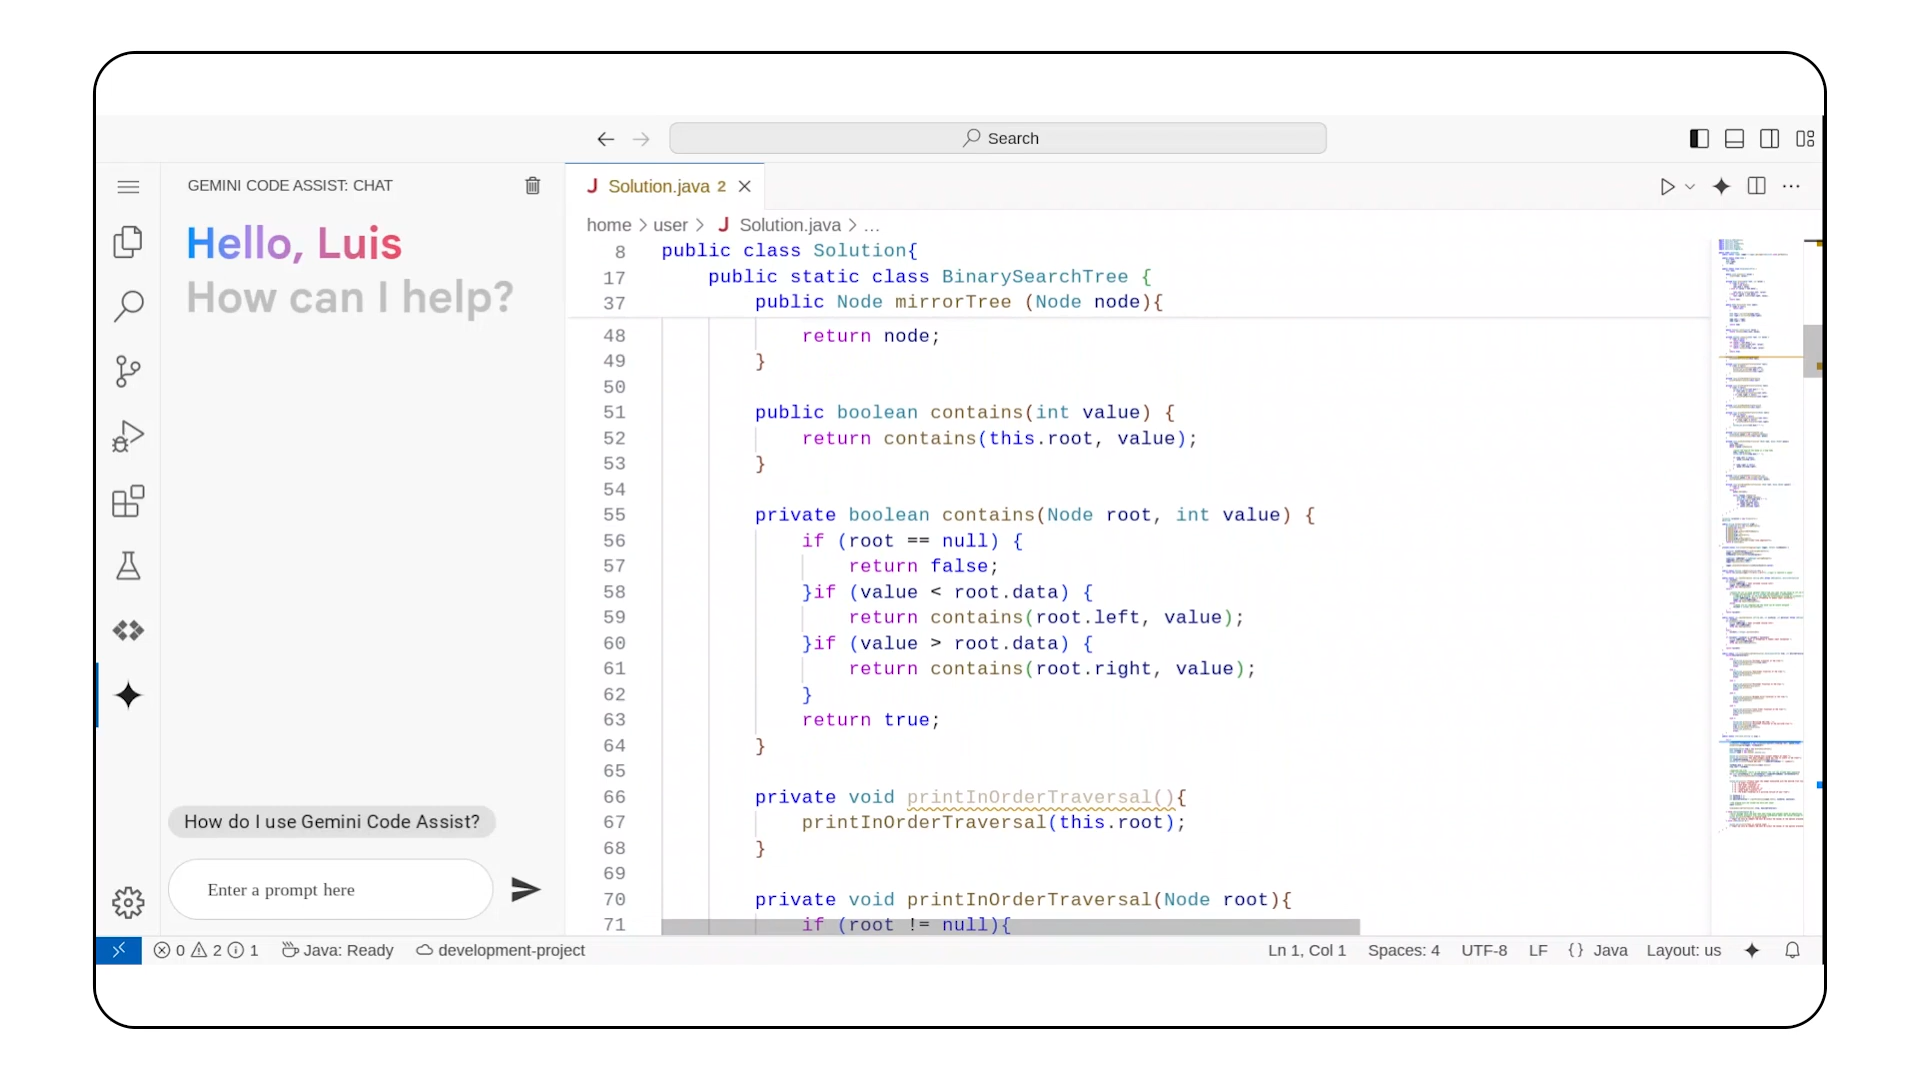 Search
GEMINI CODE ASSIST: CHAT
Hello, Luis
How can I help?
How do I use Gemini Code Assist?
Enter a prompt here
Solution.java 2
home > user > Solution.java > ...
8 public class Solution{
17 public static class BinarySearchTree {
37 public Node mirrorTree (Node node){
48 return node;
49 }
50
51 public boolean contains(int value) {
52 return contains(this.root, value);
53 }
54
55 private boolean contains(Node root, int value) {
56 if (root == null) {
57 return false;
58 }if (value < root.data) {
59 return contains(root.left, value);
60 }if (value > root.data) {
61 return contains(root.right, value);
62 }
63 return true;
64 }
65
66 private void printInOrderTraversal(){
67 printInOrderTraversal(this.root);
68 }
69
70 private void printInOrderTraversal(Node root){
71 if (root != null){
0 2 1 Java: Ready development-project Ln 1, Col 1 Spaces: 4 UTF-8 LF {} Java Layout: us